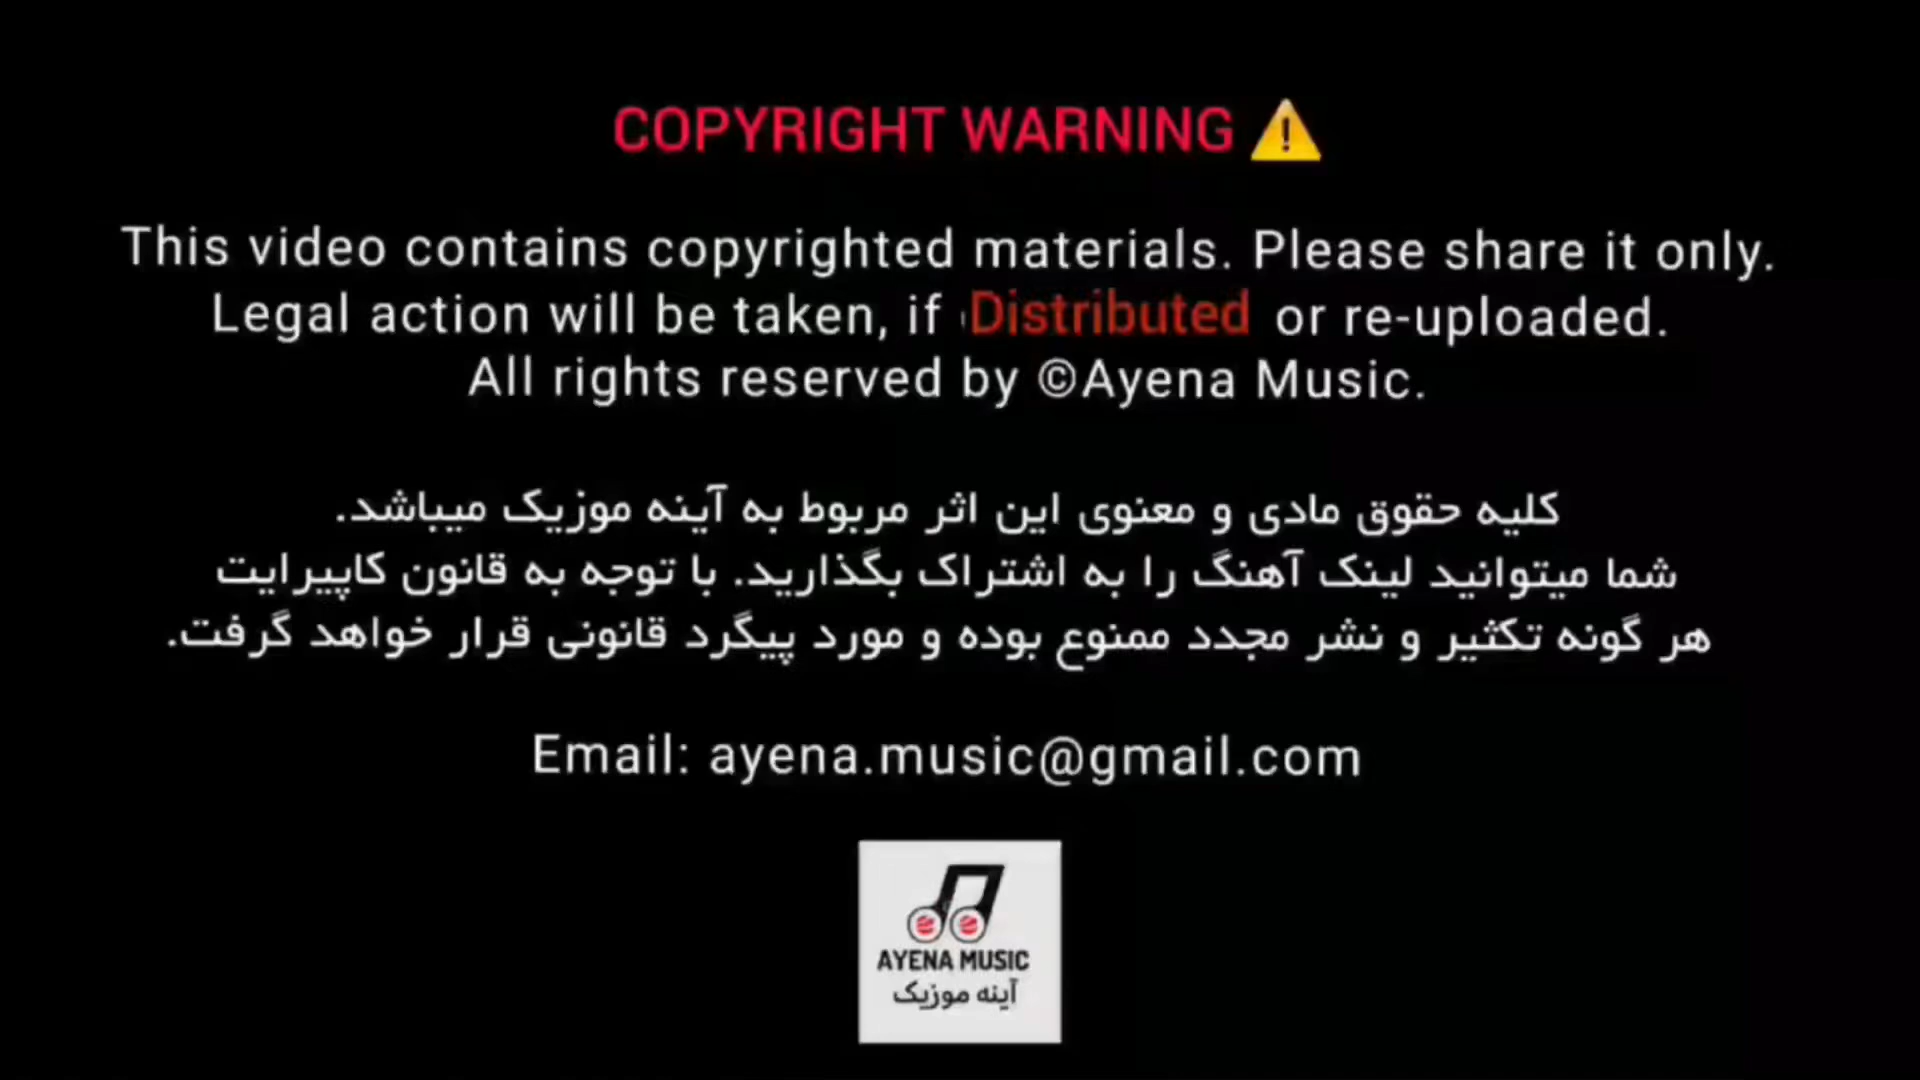 COPYRIGHT WARNING ⚠️
This video contains copyrighted materials. Please share it only.
Legal action will be taken, if Distributed or re-uploaded.
All rights reserved by ©Ayena Music.
کلیه حقوق مادی و معنوی این اثر مربوط به آینه موزیک میباشد.
شما میتوانید لینک آهنگ را به اشتراک بگذارید. با توجه به قانون کاپیرایت
هر گونه تکثیر و نشر مجدد ممنوع بوده و مورد پیگرد قانونی قرار خواهد گرفت.
Email: ayena.music@gmail.com
AYENA MUSIC
آینه موزیک